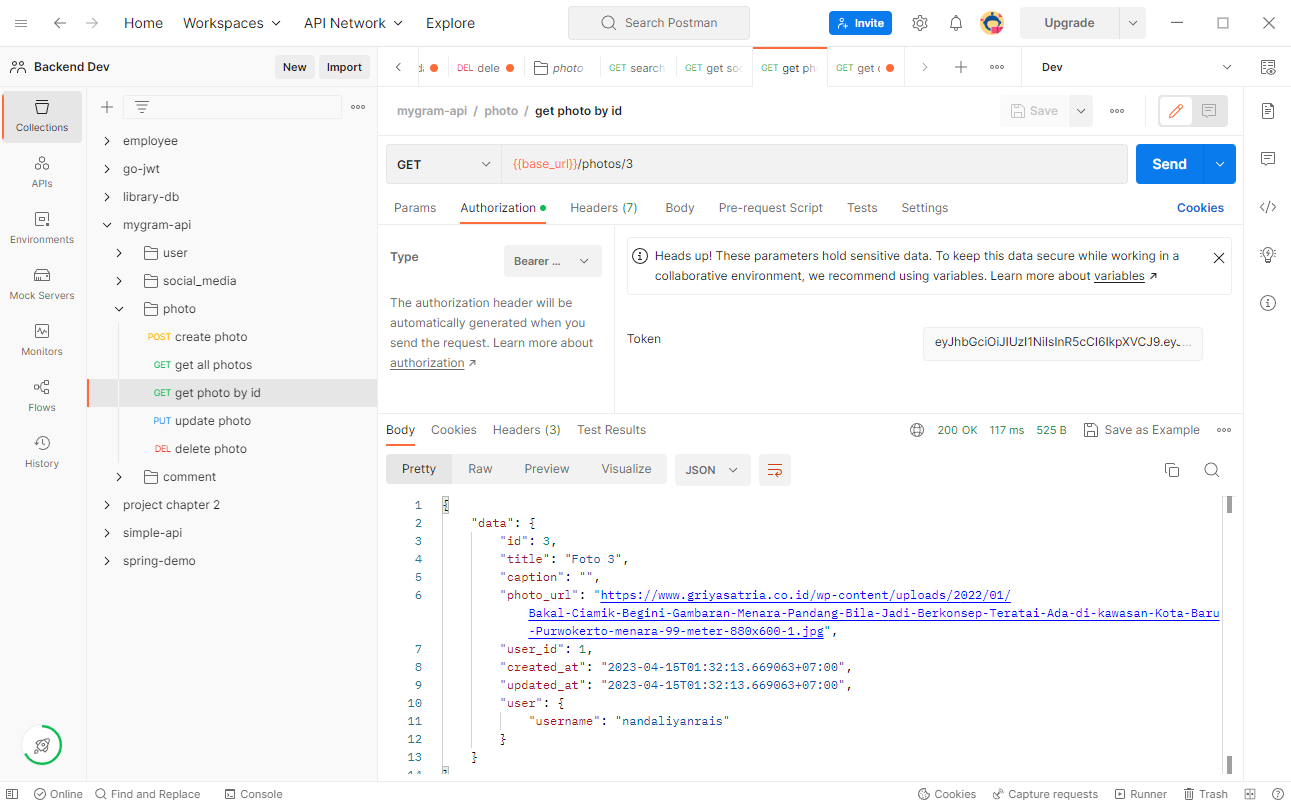 Home Workspaces API Network Explore Search Postman Invite Upgrade
Backend Dev New Import DEL dele photo GET search GET get soc GET get ph GET get Dev
mygram-api / photo / get photo by id Save
Collections
APIs
Environments
Mock Servers
Monitors
Flows
History
employee
go-jwt
library-db
mygram-api
user
social_media
photo
POST create photo
GET get all photos
GET get photo by id
PUT update photo
DEL delete photo
comment
project chapter 2
simple-api
spring-demo
GET {{base_url}}/photos/3 Send
Params Authorization Headers (7) Body Pre-request Script Tests Settings Cookies
Type Bearer ...
The authorization header will be
automatically generated when you
send the request. Learn more about
authorization ↗
Heads up! These parameters hold sensitive data. To keep this data secure while working in a
collaborative environment, we recommend using variables. Learn more about variables ↗
Token
Body Cookies Headers (3) Test Results 200 OK 117 ms 525 B Save as Example
Pretty Raw Preview Visualize JSON
1 {
2 "data": {
3 "id": 3,
4 "title": "Foto 3",
5 "caption": "",
6 "photo_url": "https://www.griyasatria.co.id/wp-content/uploads/2022/01/
Bakal-Ciamik-Begini-Gambaran-Menara-Pandang-Bila-Jadi-Berkonsep-Teratai-Ada-di-kawasan-Kota-Baru
-Purwokerto-menara-99-meter-880x600-1.jpg",
7 "user_id": 1,
8 "created_at": "2023-04-15T01:32:13.669063+07:00",
9 "updated_at": "2023-04-15T01:32:13.669063+07:00",
10 "user": {
11 "username": "nandaliyanrais"
12 }
13 }
14 }
Online Find and Replace Console Cookies Capture requests Runner Trash